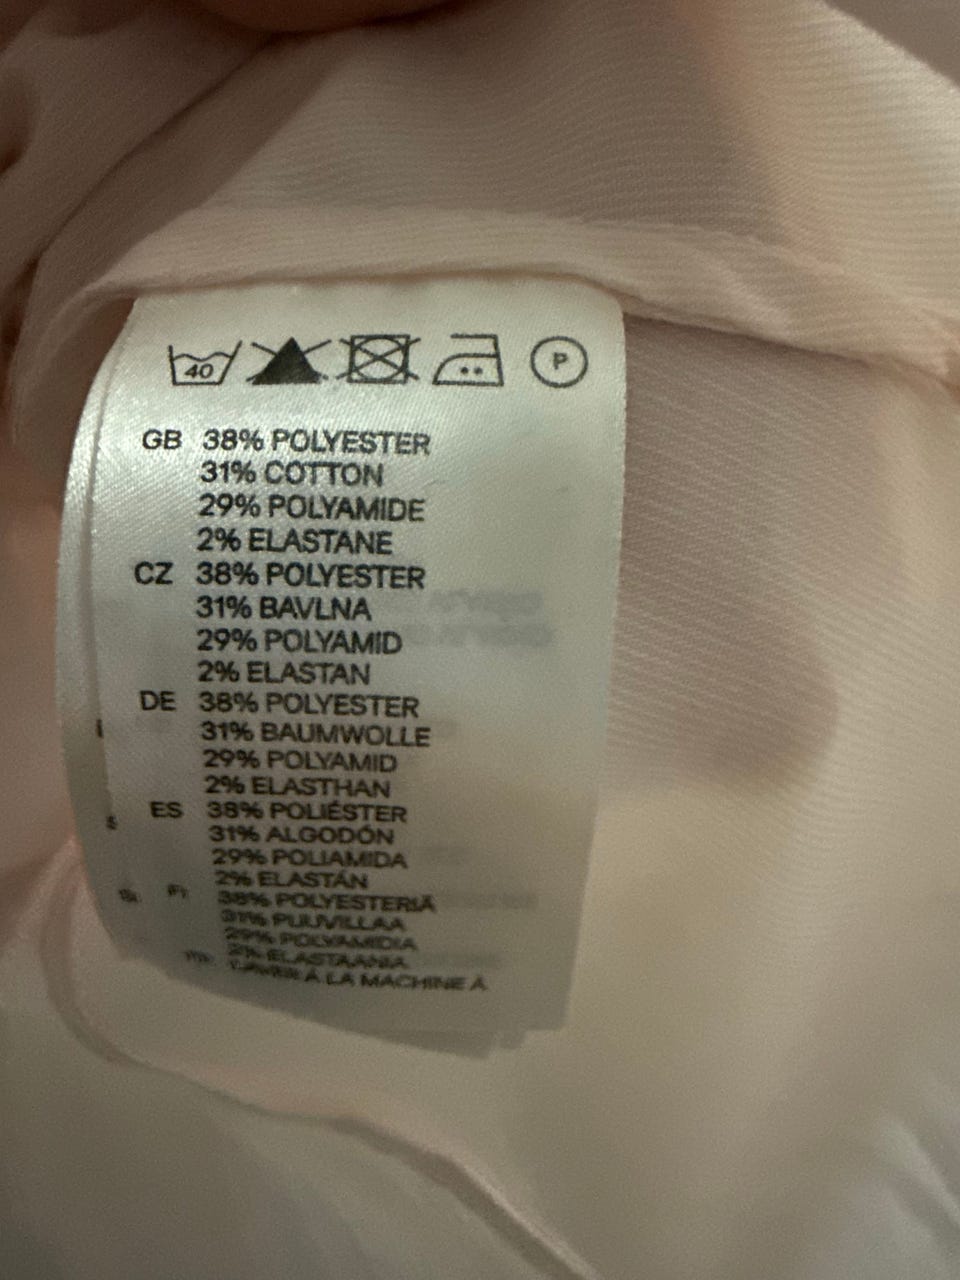 40 P
GB 38% POLYESTER
31% COTTON
29% POLYAMIDE
2% ELASTANE
CZ 38% POLYESTER
31% BAVLNA
29% POLYAMID
2% ELASTAN
DE 38% POLYESTER
31% BAUMWOLLE
29% POLYAMID
2% ELASTHAN
ES 38% POLIÉSTER
31% ALGODÓN
29% POLIAMIDA
2% ELASTÁN
FI 38% POLYESTERIÄ
31% PUUVILLAA
29% POLYAMIDIA
2% ELASTAANIA
LAVER À LA MACHINE À